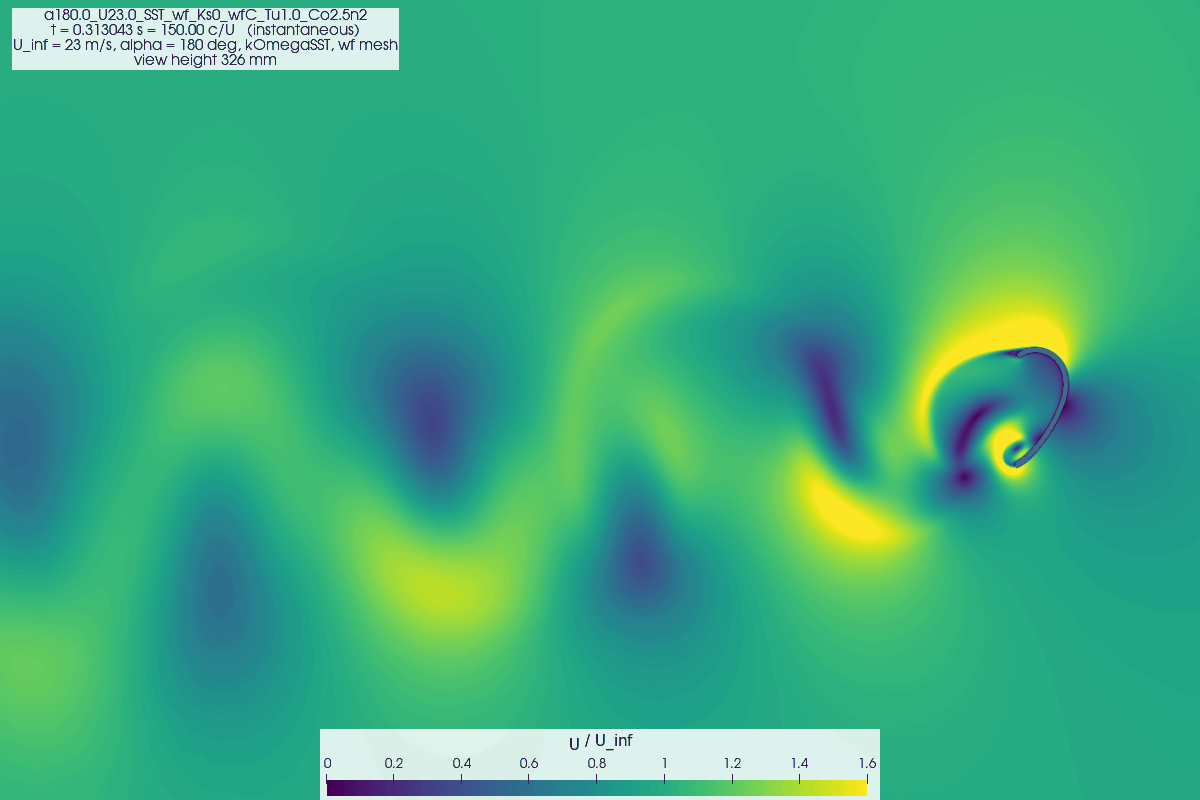 a180.0_U23.0_SST_wf_Ks0_wfC_Tu1.0_Co2.5n2
t = 0.313043 s = 150.00 c/U (instantaneous)
U_inf = 23 m/s, alpha = 180 deg, kOmegaSST, wf mesh
view height 326 mm
U / U_inf
0 0.2 0.4 0.6 0.8 1 1.2 1.4 1.6